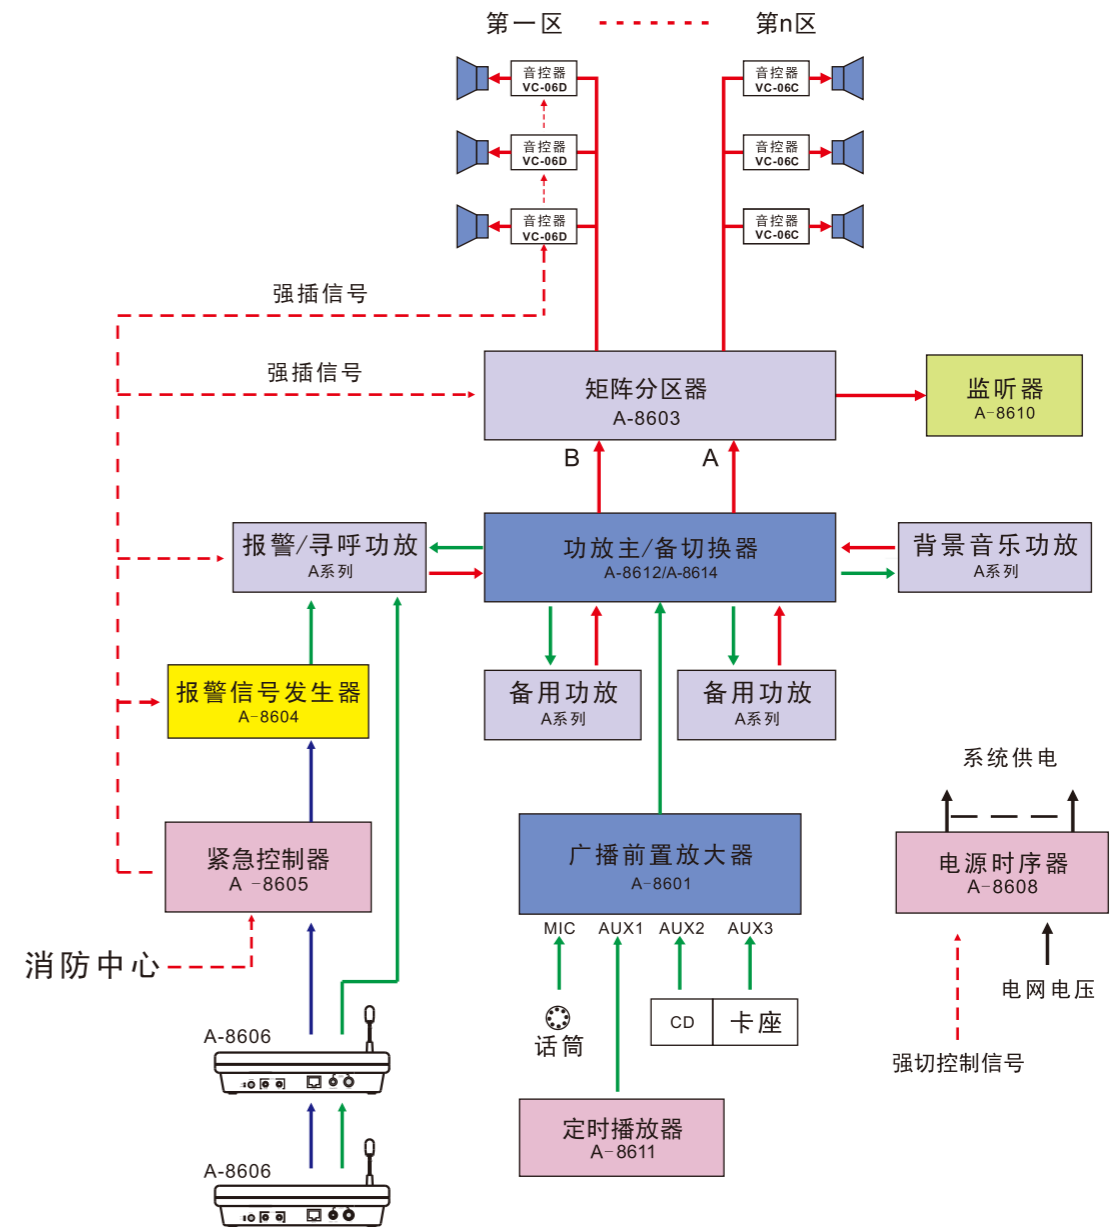 第一区
第n区
音控器
VC-06D
音控器
VC-06C
音控器
VC-06D
音控器
VC-06C
音控器
VC-06D
音控器
VC-06C
强插信号
强插信号
矩阵分区器
A-8603
监听器
A-8610
B
A
报警/寻呼功放
A系列
功放主/备切换器
A-8612/A-8614
背景音乐功放
A系列
报警信号发生器
A-8604
备用功放
A系列
备用功放
A系列
系统供电
紧急控制器
A -8605
广播前置放大器
A-8601
电源时序器
A-8608
MIC
AUX1
AUX2
AUX3
消防中心
电网电压
CD
卡座
话筒
A-8606
强切控制信号
定时播放器
A-8611
A-8606